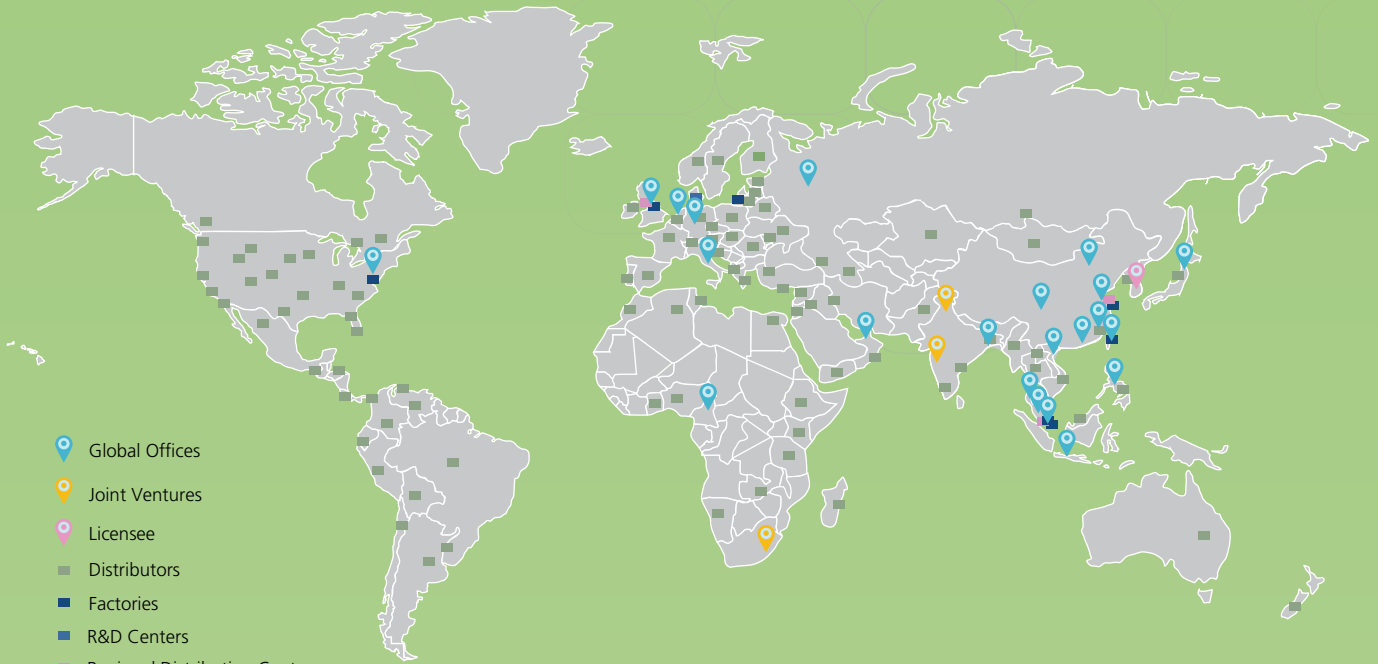 Global Offices
Joint Ventures
Licensee
Distributors
Factories
R&D Centers